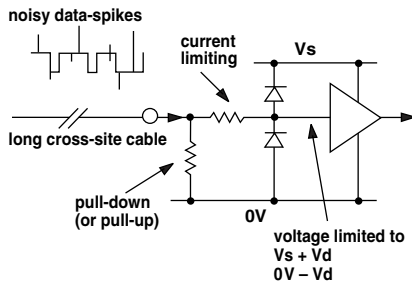 noisy data-spikes
current
limiting
Vs
long cross-site cable
pull-down
(or pull-up)
0V
voltage limited to
Vs + Vd
0V – Vd